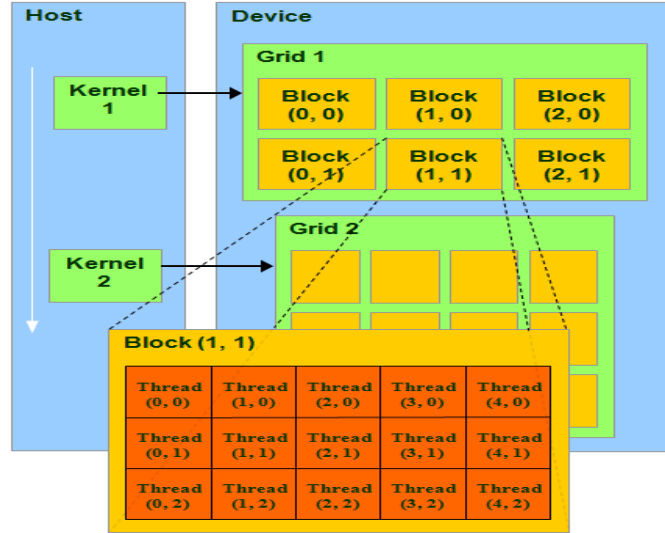 Host
Device
Grid 1
Kernel
1
Block
(0, 0)
Block
(1, 0)
Block
(2, 0)
Block
(0, 1)
Block
(1, 1)
Block
(2, 1)
Grid 2
Kernel
2
Block (1, 1)
Thread
(0, 0)
Thread
(1, 0)
Thread
(2, 0)
Thread
(3, 0)
Thread
(4, 0)
Thread
(0, 1)
Thread
(1, 1)
Thread
(2, 1)
Thread
(3, 1)
Thread
(4, 1)
Thread
(0, 2)
Thread
(1, 2)
Thread
(2, 2)
Thread
(3, 2)
Thread
(4, 2)